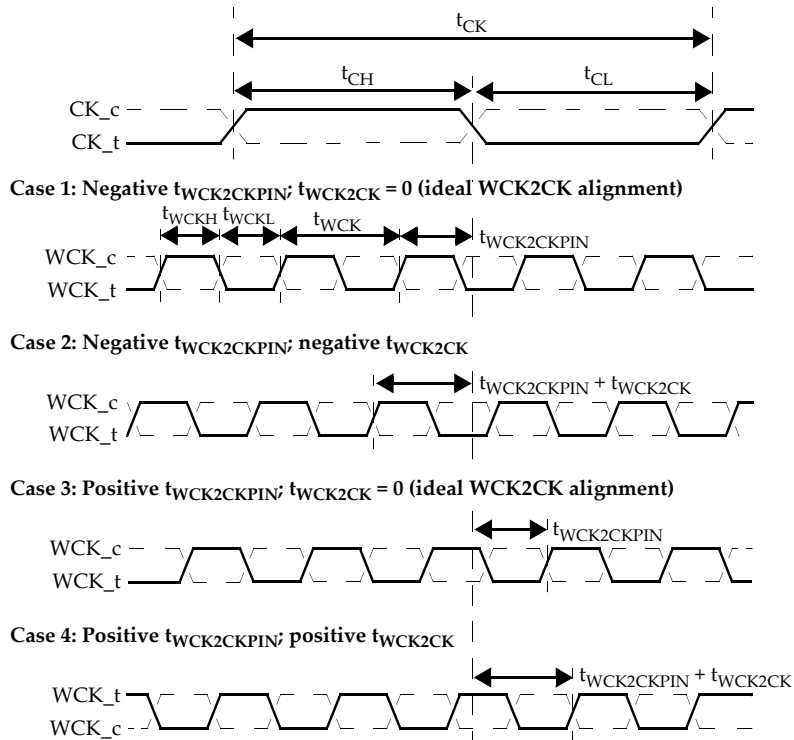 tCK
tCH tCL
CK_c
CK_t
Case 1: Negative tWCK2CKPIN; tWCK2CK = 0 (ideal WCK2CK alignment)
tWCKH tWCKL tWCK tWCK2CKPIN
WCK_c
WCK_t
Case 2: Negative tWCK2CKPIN; negative tWCK2CK
tWCK2CKPIN + tWCK2CK
WCK_c
WCK_t
Case 3: Positive tWCK2CKPIN; tWCK2CK = 0 (ideal WCK2CK alignment)
tWCK2CKPIN
WCK_c
WCK_t
Case 4: Positive tWCK2CKPIN; positive tWCK2CK
tWCK2CKPIN + tWCK2CK
WCK_t
WCK_c